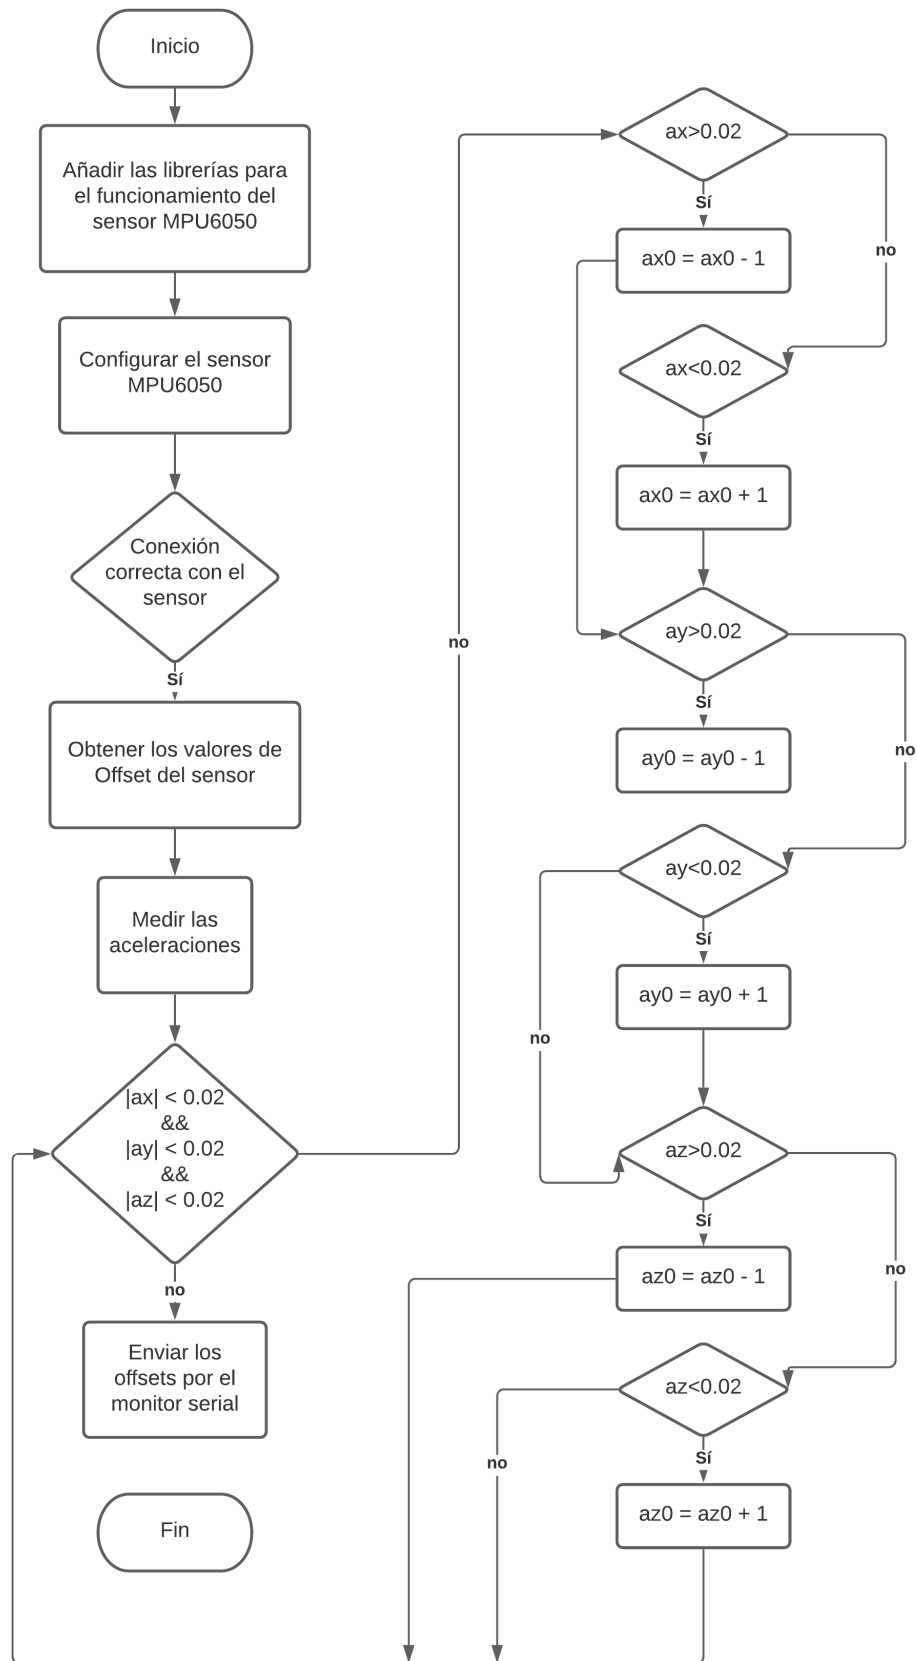 Inicio
Añadir las librerías para
el funcionamiento del
sensor MPU6050
Configurar el sensor
MPU6050
Conexión
correcta con el
sensor
Sí
Obtener los valores de
Offset del sensor
Medir las
aceleraciones
|ax| < 0.02
&&
|ay| < 0.02
&&
|az| < 0.02
no
Enviar los
offsets por el
monitor serial
Fin
no
ax>0.02
Sí
no
ax0 = ax0 - 1
ax<0.02
Sí
ax0 = ax0 + 1
ay>0.02
Sí
no
ay0 = ay0 - 1
ay<0.02
Sí
ay0 = ay0 + 1
no
az>0.02
Sí
no
az0 = az0 - 1
az<0.02
Sí
no
az0 = az0 + 1